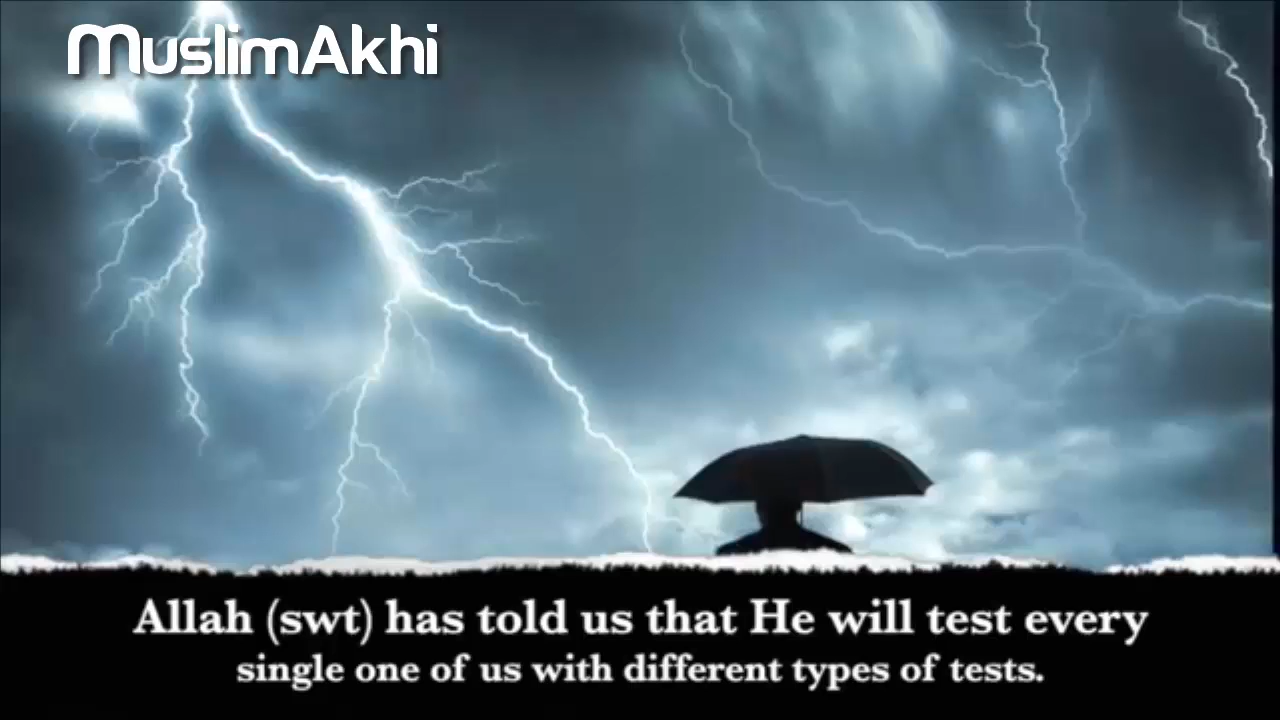 MuslimAkhi
Allah (swt) has told us that He will test every
single one of us with different types of tests.